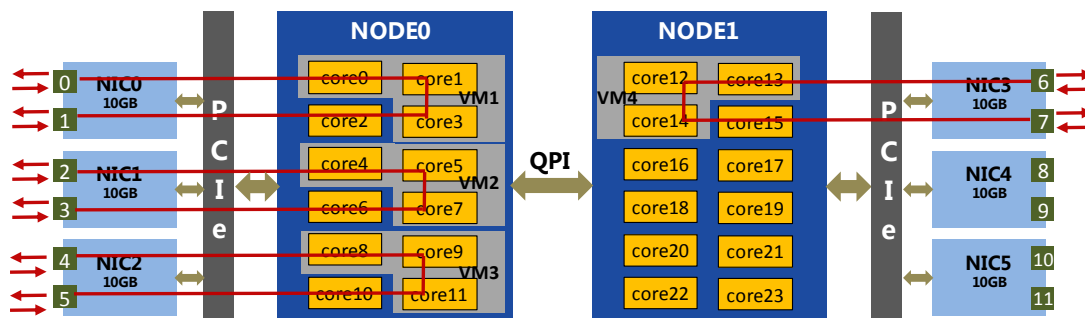 NODE0
NODE1
0
NIC0
10GB
1
2
NIC1
10GB
3
4
NIC2
10GB
5
PCIe
core0
core1
VM1
core2
core3
core4
core5
VM2
core6
core7
core8
core9
VM3
core10
core11
QPI
core12
core13
VM4
core14
core15
core16
core17
core18
core19
core20
core21
core22
core23
PCIe
NIC3
10GB
6
7
NIC4
10GB
8
9
NIC5
10GB
10
11